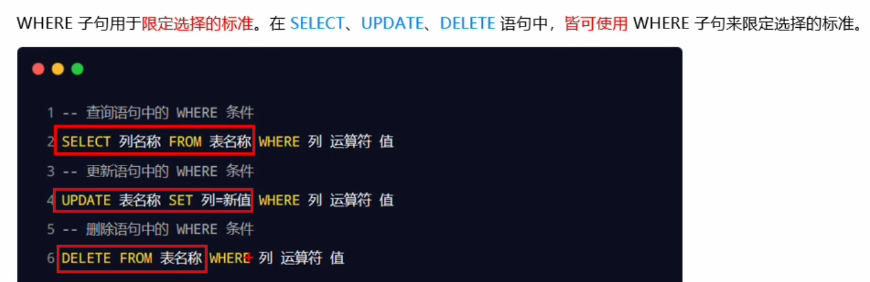 WHERE 子句用于限定选择的标准。在 SELECT、UPDATE、DELETE 语句中，皆可使用 WHERE 子句来限定选择的标准。
1 -- 查询语句中的 WHERE 条件
2 SELECT 列名称 FROM 表名称 WHERE 列 运算符 值
3 -- 更新语句中的 WHERE 条件
4 UPDATE 表名称 SET 列=新值 WHERE 列 运算符 值
5 -- 删除语句中的 WHERE 条件
6 DELETE FROM 表名称 WHERE 列 运算符 值